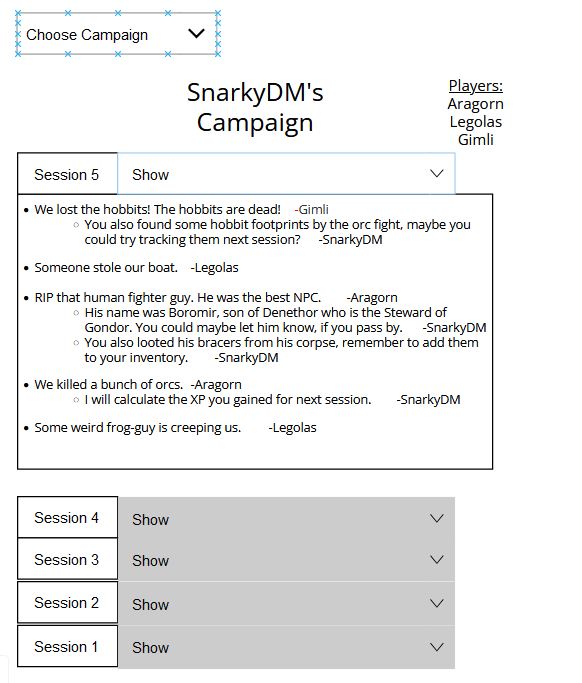 Choose Campaign
SnarkyDM's
Campaign
Players:
Aragorn
Legolas
Gimli
Session 5 Show
• We lost the hobbits! The hobbits are dead! -Gimli
○ You also found some hobbit footprints by the orc fight, maybe you
could try tracking them next session? -SnarkyDM
• Someone stole our boat. -Legolas
• RIP that human fighter guy. He was the best NPC. -Aragorn
○ His name was Boromir, son of Denethor who is the Steward of
Gondor. You could maybe let him know, if you pass by. -SnarkyDM
○ You also looted his bracers from his corpse, remember to add them
to your inventory. -SnarkyDM
• We killed a bunch of orcs. -Aragorn
○ I will calculate the XP you gained for next session. -SnarkyDM
• Some weird frog-guy is creeping us. -Legolas
Session 4 Show
Session 3 Show
Session 2 Show
Session 1 Show